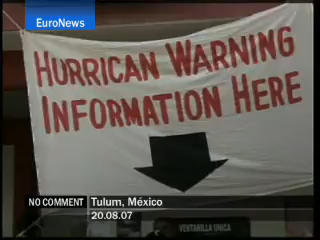 EuroNews
HURRICAN WARNING
INFORMATION HERE
NO COMMENT
Tulum, México
20.08.07
VENTANILLA UNICA